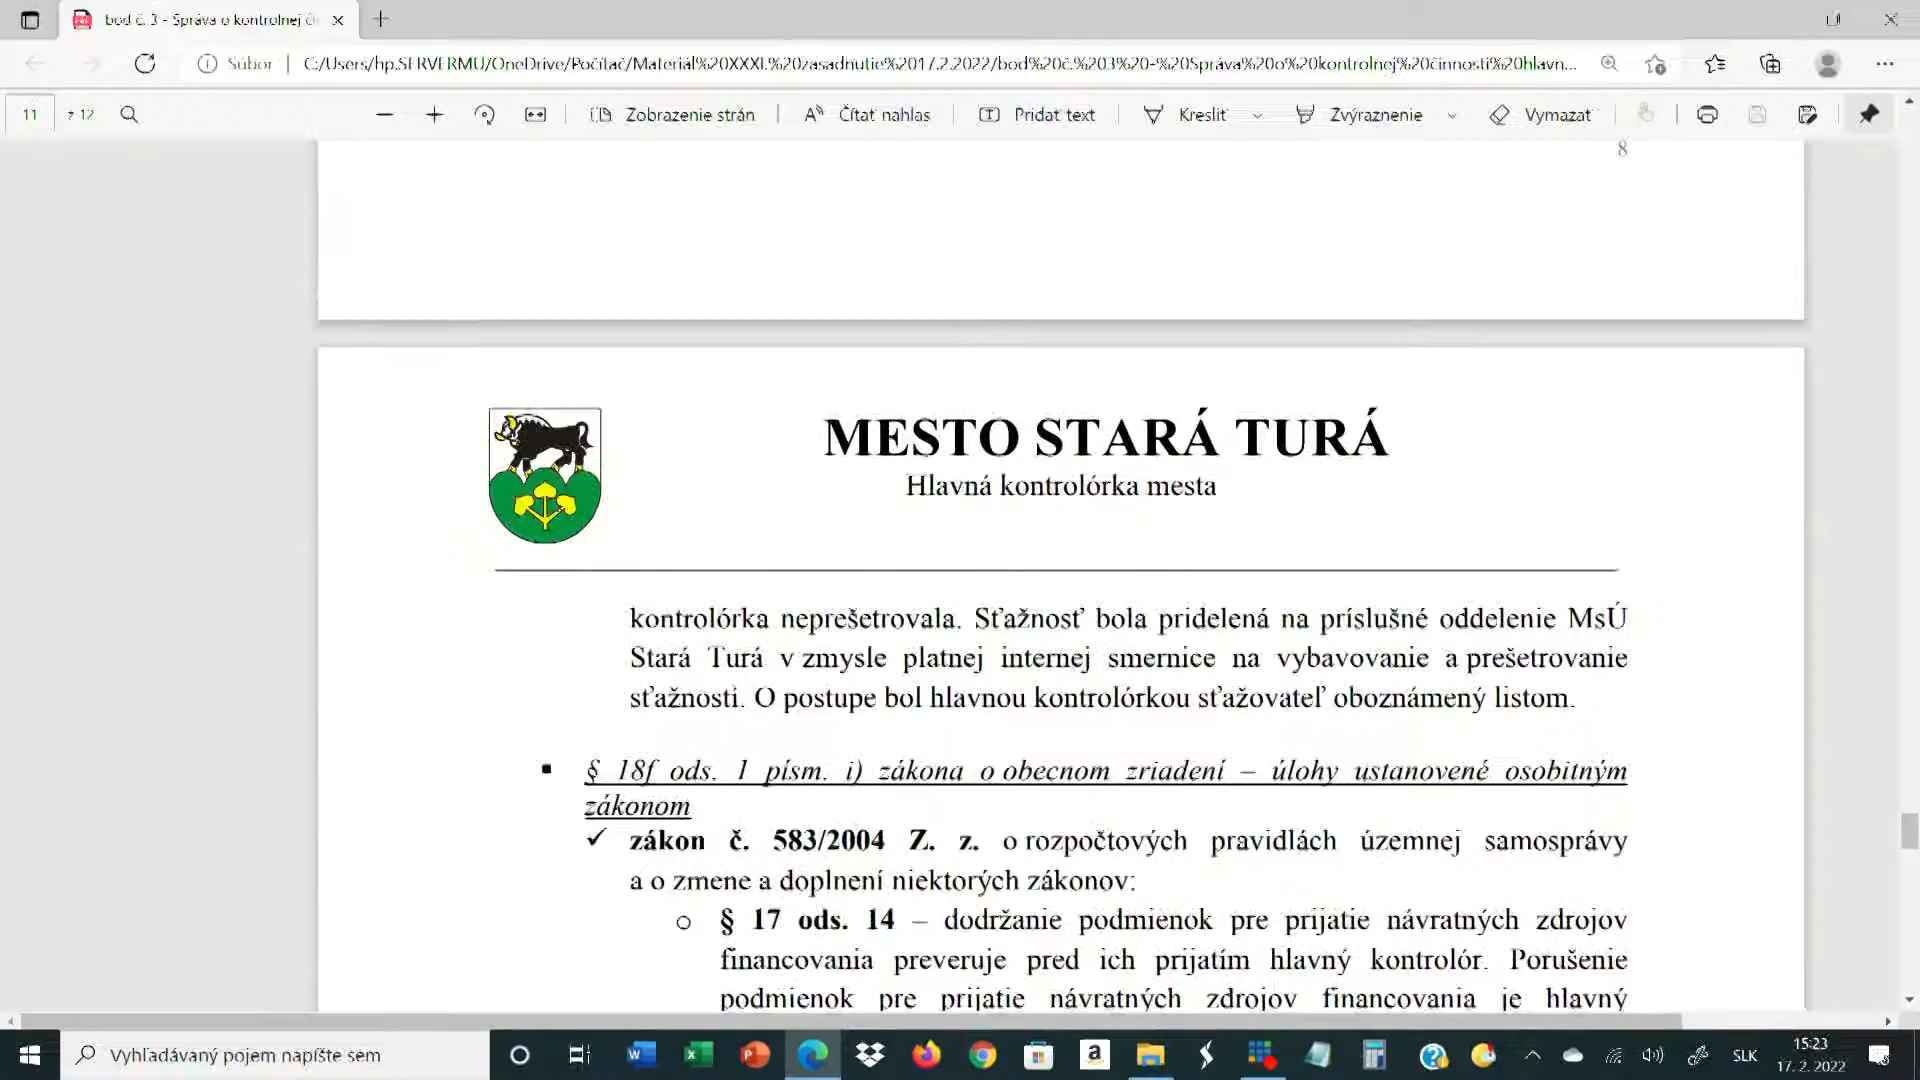 bod č. 3 - Správa o kontrolnej
Súbor
C:/Users/hp.SERVERMU/OneDrive/Počítač/Materiál%20XXXI.%20zasadnutie%2017.2.2022/bod%20č.%203%20-%20Správa%20o%20kontrolnej%20činnosti%20hlavn...
11
z 12
Zobrazenie strán
Čítať nahlas
Pridať text
Kresliť
Zvýraznenie
Vymazať
8
MESTO STARÁ TURÁ
Hlavná kontrolórka mesta
kontrolórka neprešetrovala. Sťažnosť bola pridelená na príslušné oddelenie MsÚ
Stará Turá v zmysle platnej internej smernice na vybavovanie a prešetrovanie
sťažností. O postupe bol hlavnou kontrolórkou sťažovateľ oboznámený listom.
▪ § 18f ods. 1 písm. i) zákona o obecnom zriadení – úlohy ustanovené osobitným
zákonom
✓ zákon č. 583/2004 Z. z. o rozpočtových pravidlách územnej samosprávy
a o zmene a doplnení niektorých zákonov:
o § 17 ods. 14 – dodržanie podmienok pre prijatie návratných zdrojov
financovania preveruje pred ich prijatím hlavný kontrolór. Porušenie
podmienok pre prijatie návratných zdrojov financovania je hlavný
Vyhľadávaný pojem napíšte sem
SLK
15:23
17. 2. 2022